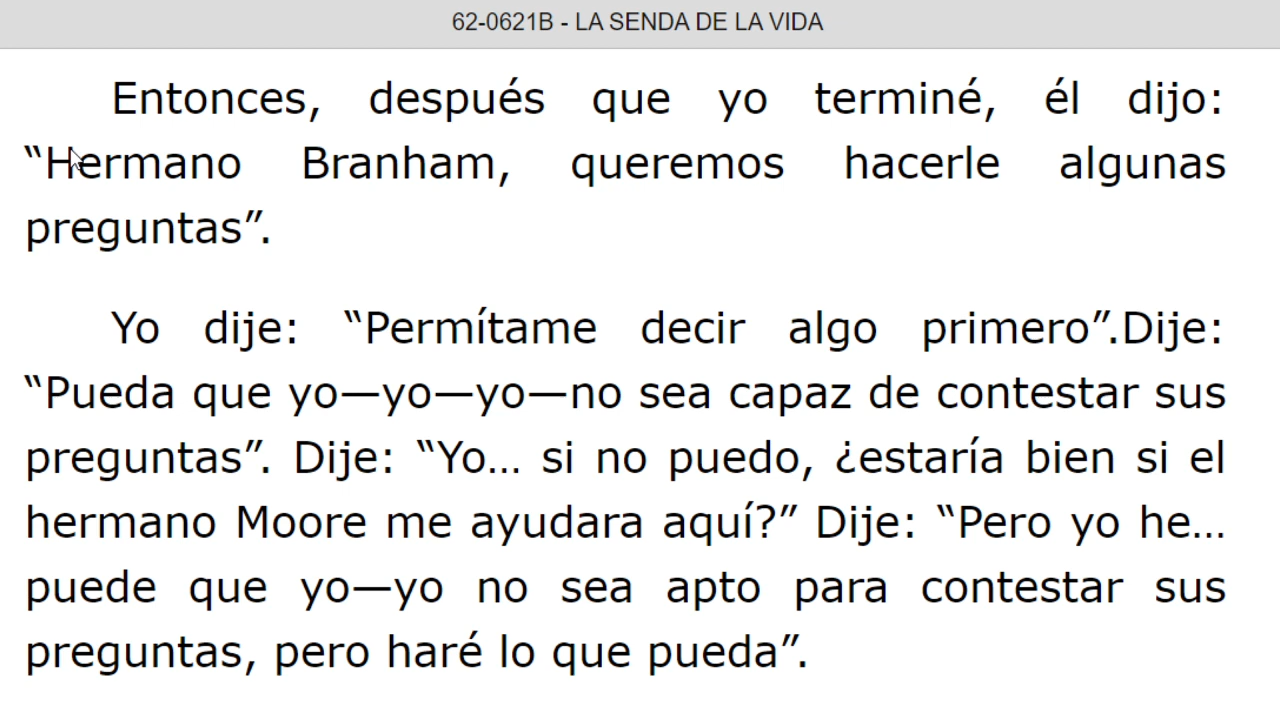 62-0621B - LA SENDA DE LA VIDA
Entonces, después que yo terminé, él dijo:
“Hermano Branham, queremos hacerle algunas
preguntas”.
Yo dije: “Permítame decir algo primero”.Dije:
“Pueda que yo—yo—yo—no sea capaz de contestar sus
preguntas”. Dije: “Yo… si no puedo, ¿estaría bien si el
hermano Moore me ayudara aquí?” Dije: “Pero yo he…
puede que yo—yo no sea apto para contestar sus
preguntas, pero haré lo que pueda”.